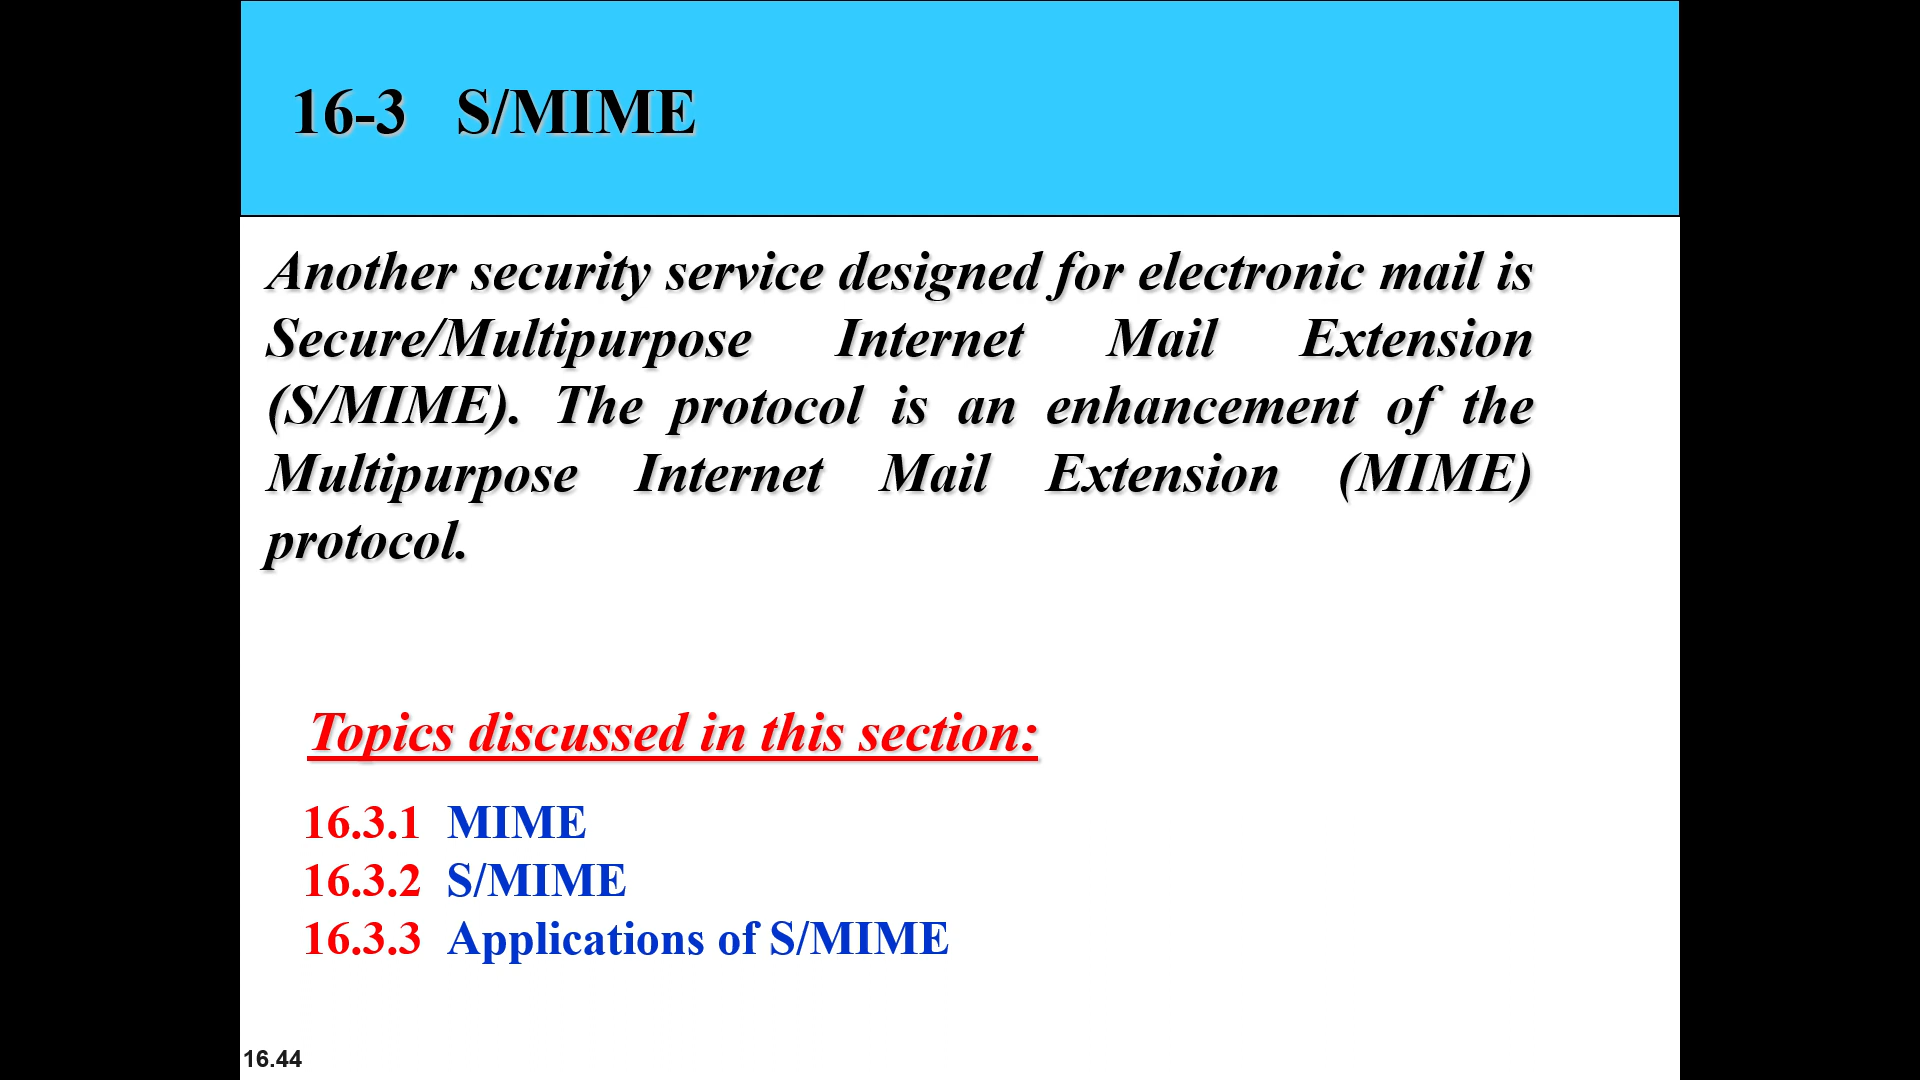 16-3 S/MIME
Another security service designed for electronic mail is
Secure/Multipurpose Internet Mail Extension
(S/MIME). The protocol is an enhancement of the
Multipurpose Internet Mail Extension (MIME)
protocol.
Topics discussed in this section:
16.3.1 MIME
16.3.2 S/MIME
16.3.3 Applications of S/MIME
16.44